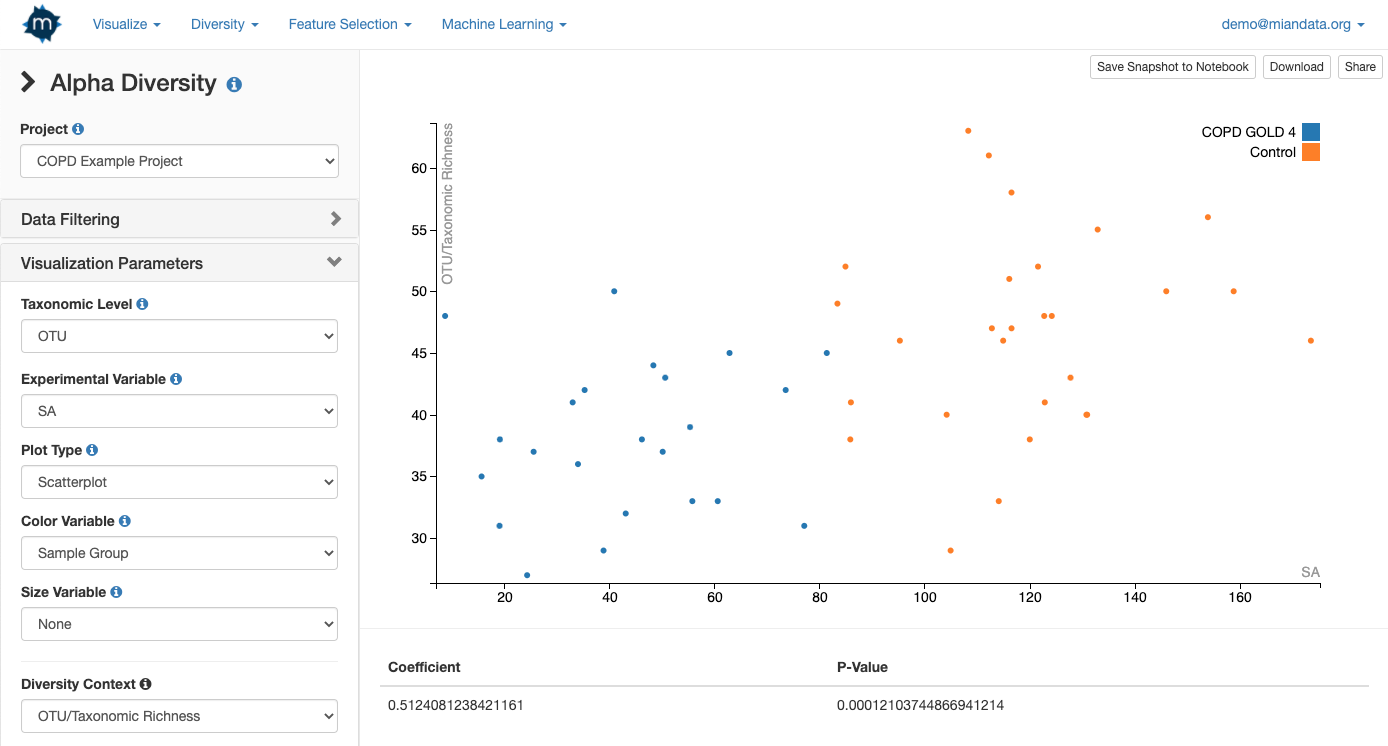 m Visualize Diversity Feature Selection Machine Learning demo@miandata.org
Alpha Diversity
Save Snapshot to Notebook Download Share
Project
COPD Example Project
Data Filtering
Visualization Parameters
Taxonomic Level
OTU
Experimental Variable
SA
Plot Type
Scatterplot
Color Variable
Sample Group
Size Variable
None
Diversity Context
OTU/Taxonomic Richness
OTU/Taxonomic Richness
COPD GOLD 4
Control
60
55
50
45
40
35
30
SA
20 40 60 80 100 120 140 160
Coefficient P-Value
0.5124081238421161 0.00012103744866941214